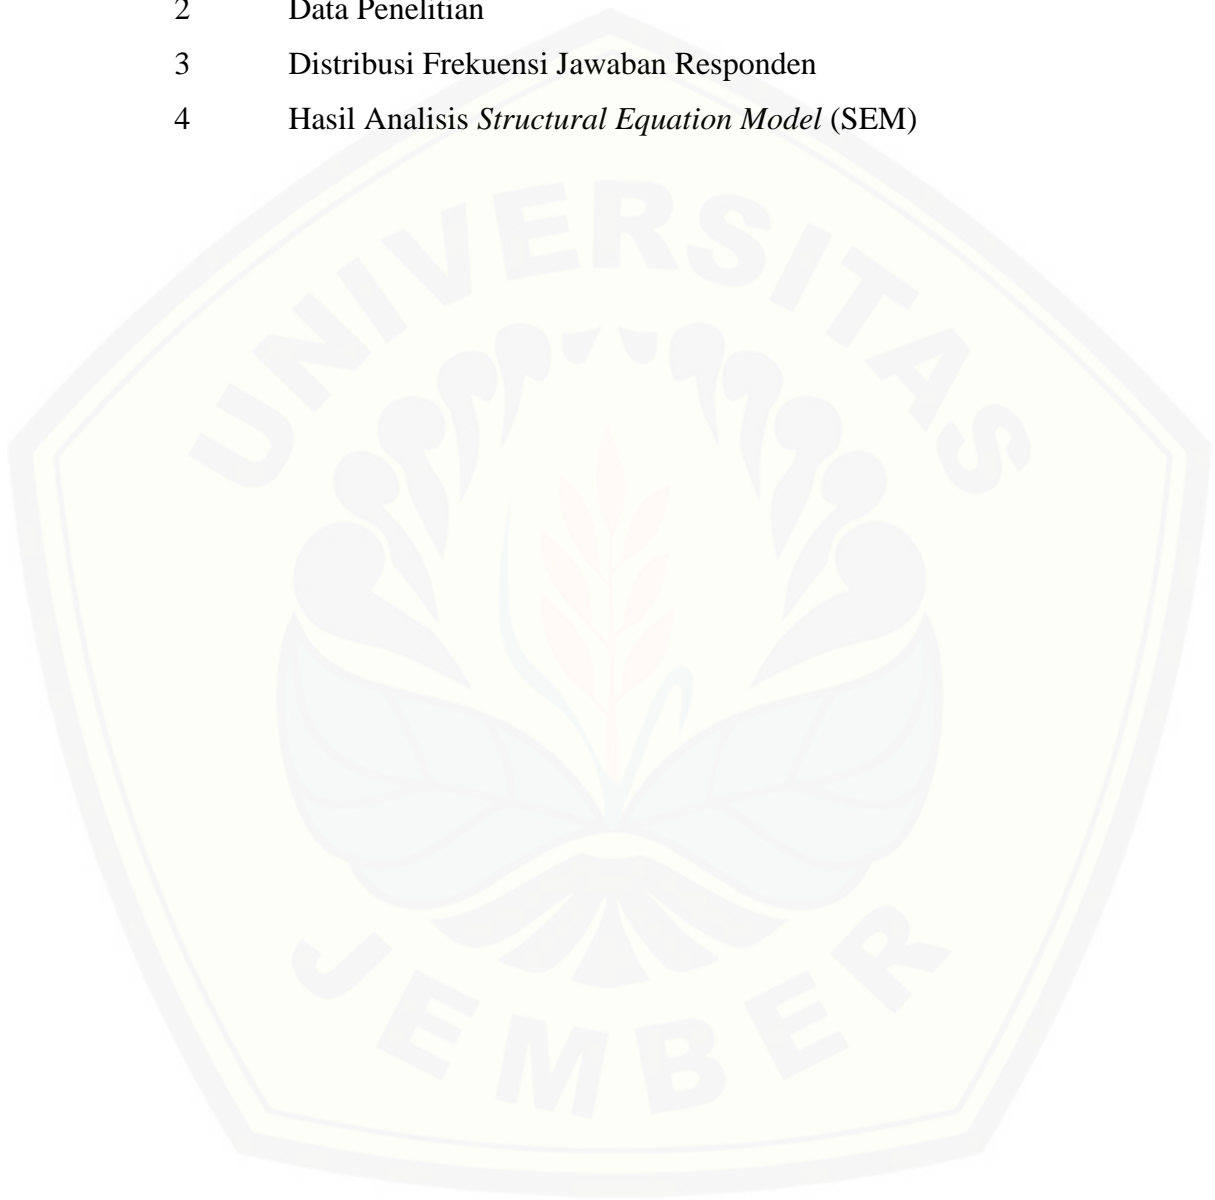 2 Data Penelitian
3 Distribusi Frekuensi Jawaban Responden
4 Hasil Analisis Structural Equation Model (SEM)
UNIVERSITAS
JEMBER